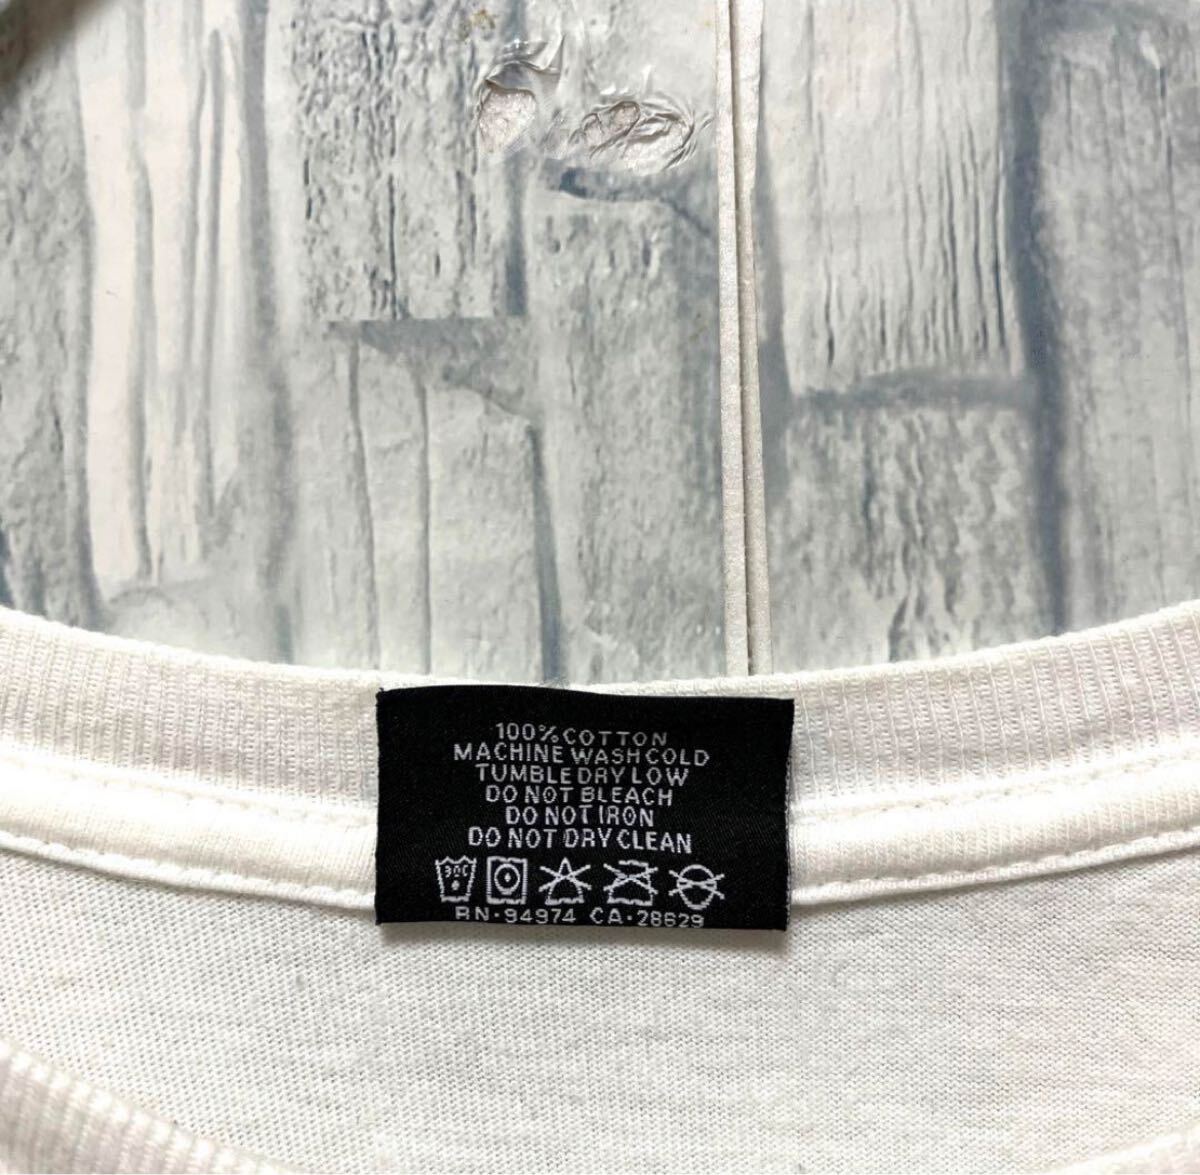 100% COTTON
MACHINE WASH COLD
TUMBLE DRY LOW
DO NOT BLEACH
DO NOT IRON
DO NOT DRY CLEAN
30C
RN·94974 CA·28629